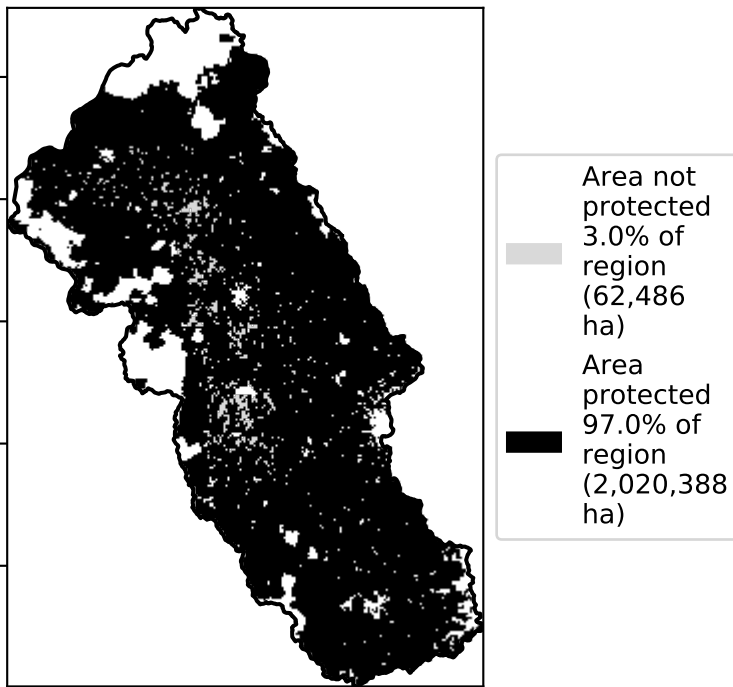 Area not
protected
3.0% of
region
(62,486
ha)
Area
protected
97.0% of
region
(2,020,388
ha)